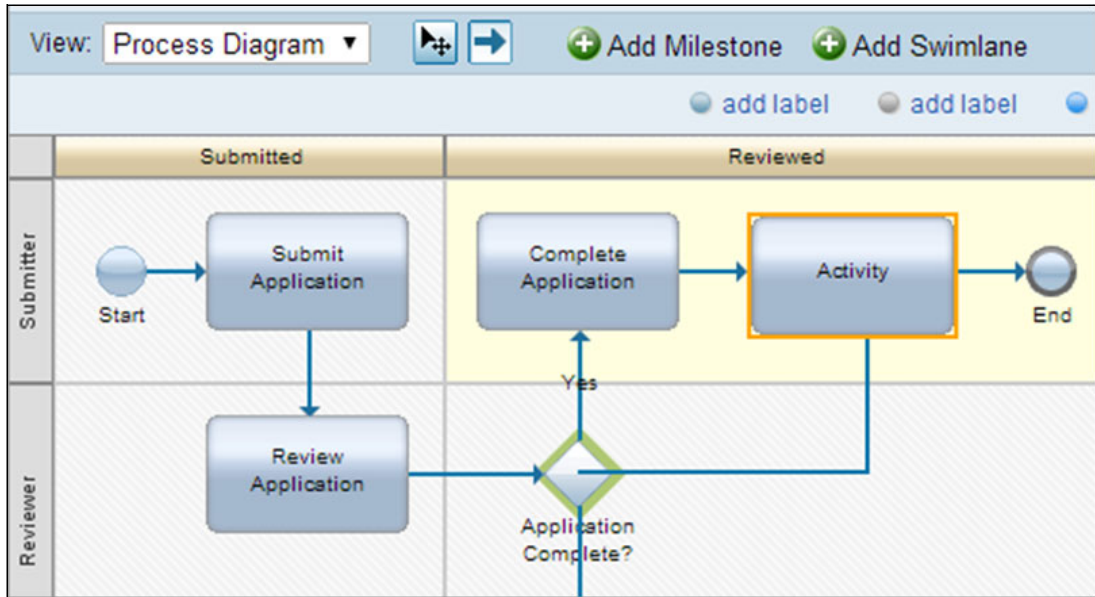 View: Process Diagram ▼ Add Milestone Add Swimlane
add label add label
Submitted Reviewed
Submitter
Submit
Application
Complete
Application
Activity
Start
End
Yes
Reviewer
Review
Application
Application
Complete?